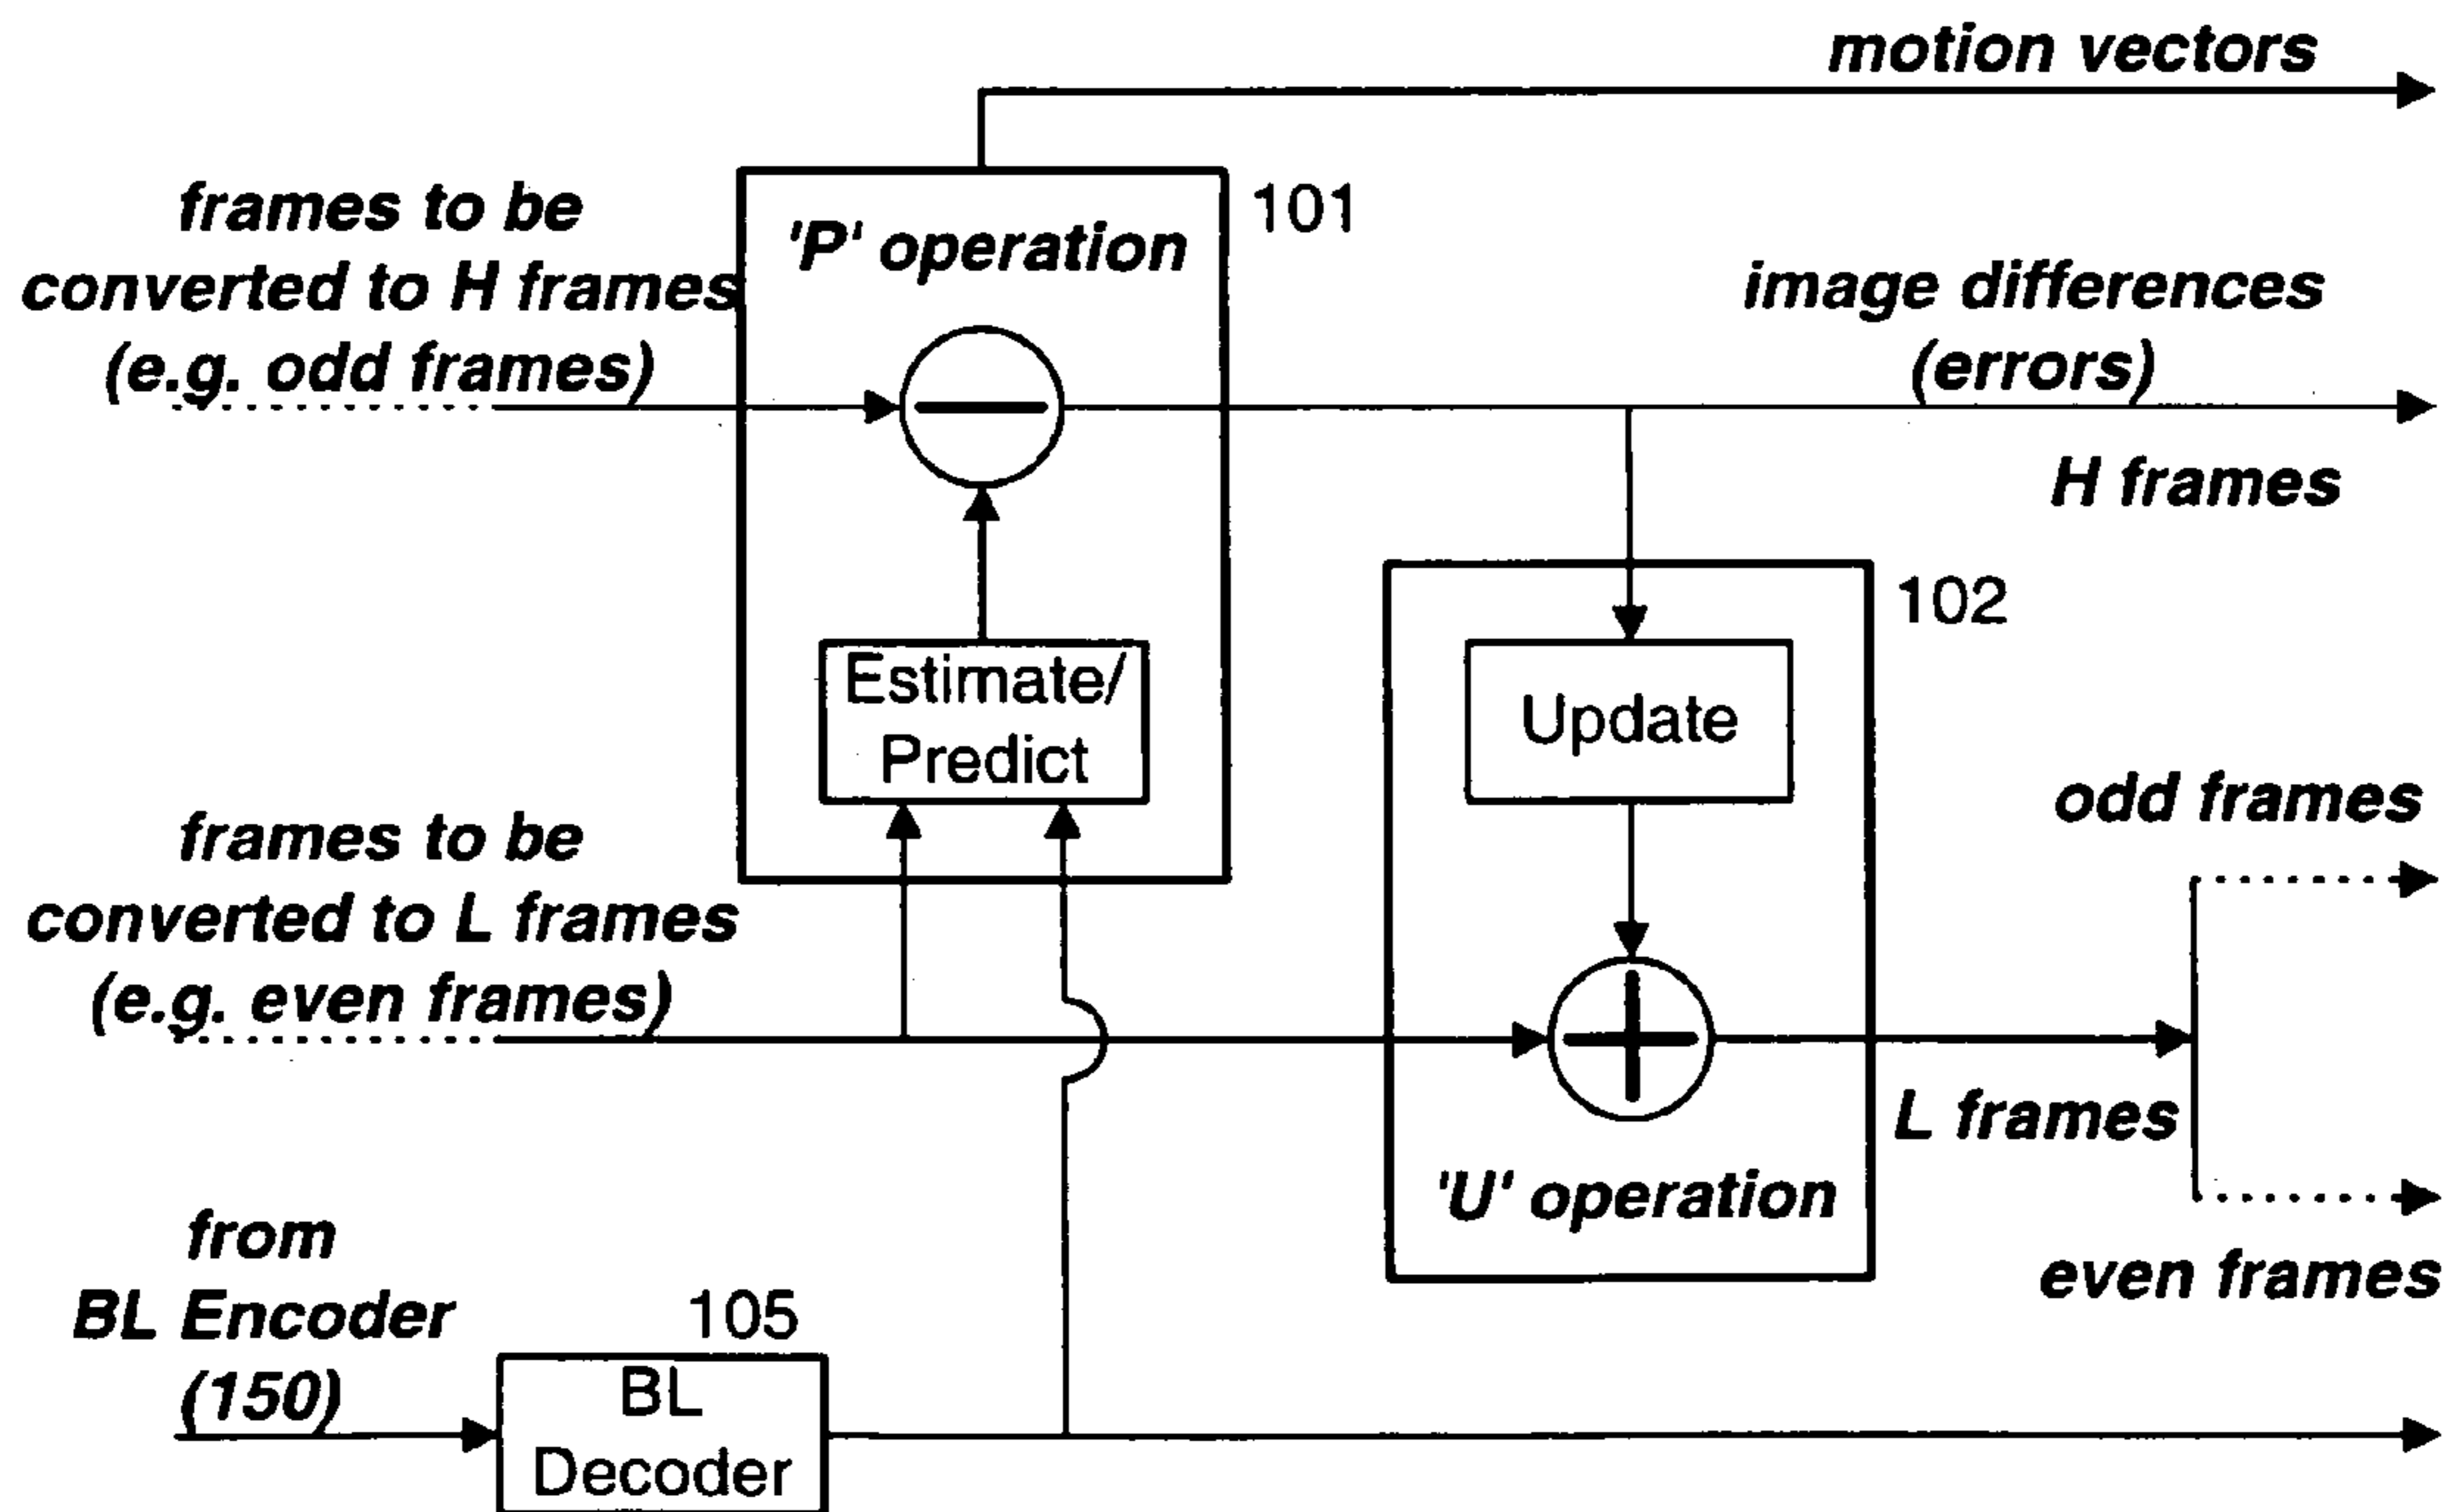 motion vectors
frames to be
converted to H frames
(e.g. odd frames)
'P' operation
101
image differences
(errors)
H frames
Estimate/
Predict
102
Update
frames to be
converted to L frames
(e.g. even frames)
odd frames
L frames
'U' operation
even frames
from
BL Encoder
(150)
105
BL
Decoder